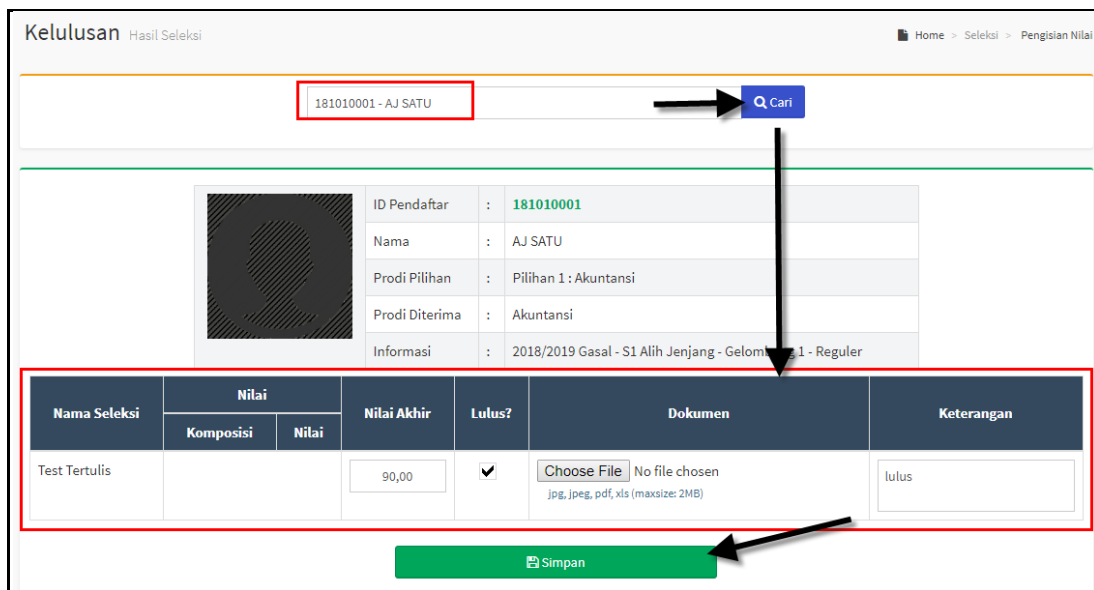 Kelulusan Hasil Seleksi
Home > Seleksi > Pengisian Nilai
181010001 - AJ SATU
Cari
ID Pendaftar : 181010001
Nama : AJ SATU
Prodi Pilihan : Pilihan 1 : Akuntansi
Prodi Diterima : Akuntansi
Informasi : 2018/2019 Gasal - S1 Alih Jenjang - 1 - Reguler
Nama Seleksi Nilai Nilai Akhir Lulus? Dokumen Keterangan
Komposisi Nilai
Test Tertulis 90,00 Choose File No file chosen lulus
jpg, jpeg, pdf, xls (maxsize: 2MB)
Simpan